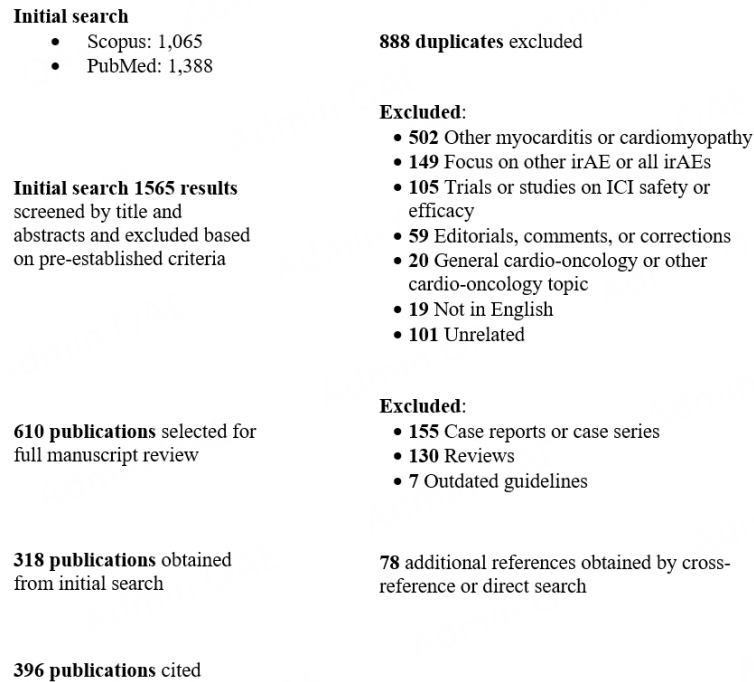 Initial search
• Scopus: 1,065
• PubMed: 1,388
888 duplicates excluded
Initial search 1565 results
screened by title and
abstracts and excluded based
on pre-established criteria
Excluded:
• 502 Other myocarditis or cardiomyopathy
• 149 Focus on other irAE or all irAEs
• 105 Trials or studies on ICI safety or
efficacy
• 59 Editorials, comments, or corrections
• 20 General cardio-oncology or other
cardio-oncology topic
• 19 Not in English
• 101 Unrelated
610 publications selected for
full manuscript review
Excluded:
• 155 Case reports or case series
• 130 Reviews
• 7 Outdated guidelines
318 publications obtained
from initial search
78 additional references obtained by cross-
reference or direct search
396 publications cited